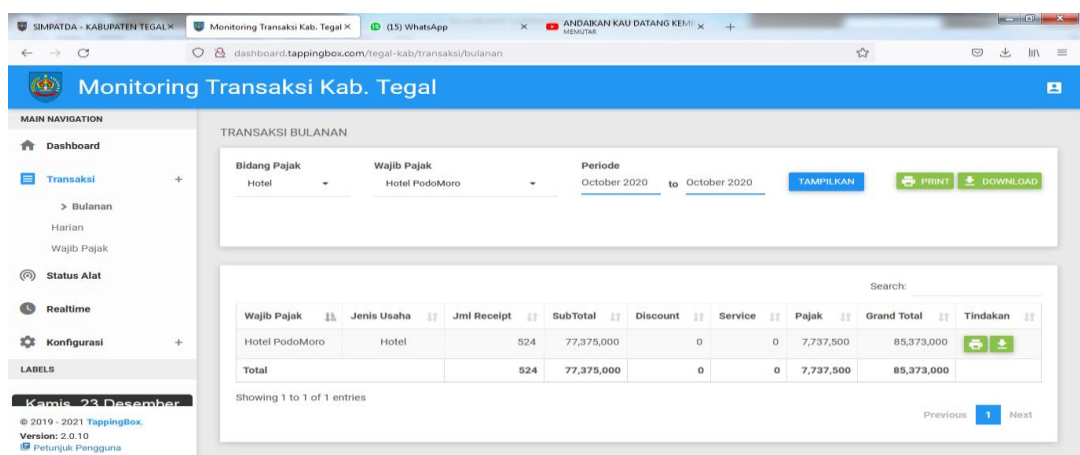 SIMPATDA - KABUPATEN TEGAL
Monitoring Transaksi Kab. Tegal
(15) WhatsApp
ANDAIKAN KAU DATANG KEM
MEMUTAR
dashboard.tappingbox.com/tegal-kab/transaksi/bulanan
Monitoring Transaksi Kab. Tegal
MAIN NAVIGATION
Dashboard
Transaksi +
> Bulanan
Harian
Wajib Pajak
Status Alat
Realtime
Konfigurasi +
LABELS
Kamis, 23 Desember
© 2019 - 2021 TappingBox.
Version: 2.0.10
Petunjuk Pengguna
TRANSAKSI BULANAN
Bidang Pajak Wajib Pajak Periode
Hotel Hotel PodoMoro October 2020 to October 2020 TAMPILKAN PRINT DOWNLOAD
Search:
Wajib Pajak Jenis Usaha Jml Receipt SubTotal Discount Service Pajak Grand Total Tindakan
Hotel PodoMoro Hotel 524 77,375,000 0 0 7,737,500 85,373,000
Total 524 77,375,000 0 0 7,737,500 85,373,000
Showing 1 to 1 of 1 entries
Previous 1 Next